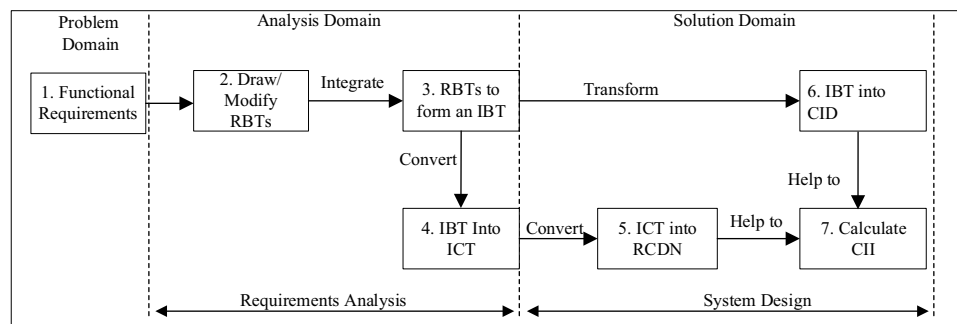 Problem
Domain
Analysis Domain
Solution Domain
1. Functional
Requirements
2. Draw/
Modify
RBTs
Integrate
3. RBTs to
form an IBT
Transform
6. IBT into
CID
Convert
Help to
4. IBT Into
ICT
Convert
5. ICT into
RCDN
Help to
7. Calculate
CII
Requirements Analysis
System Design